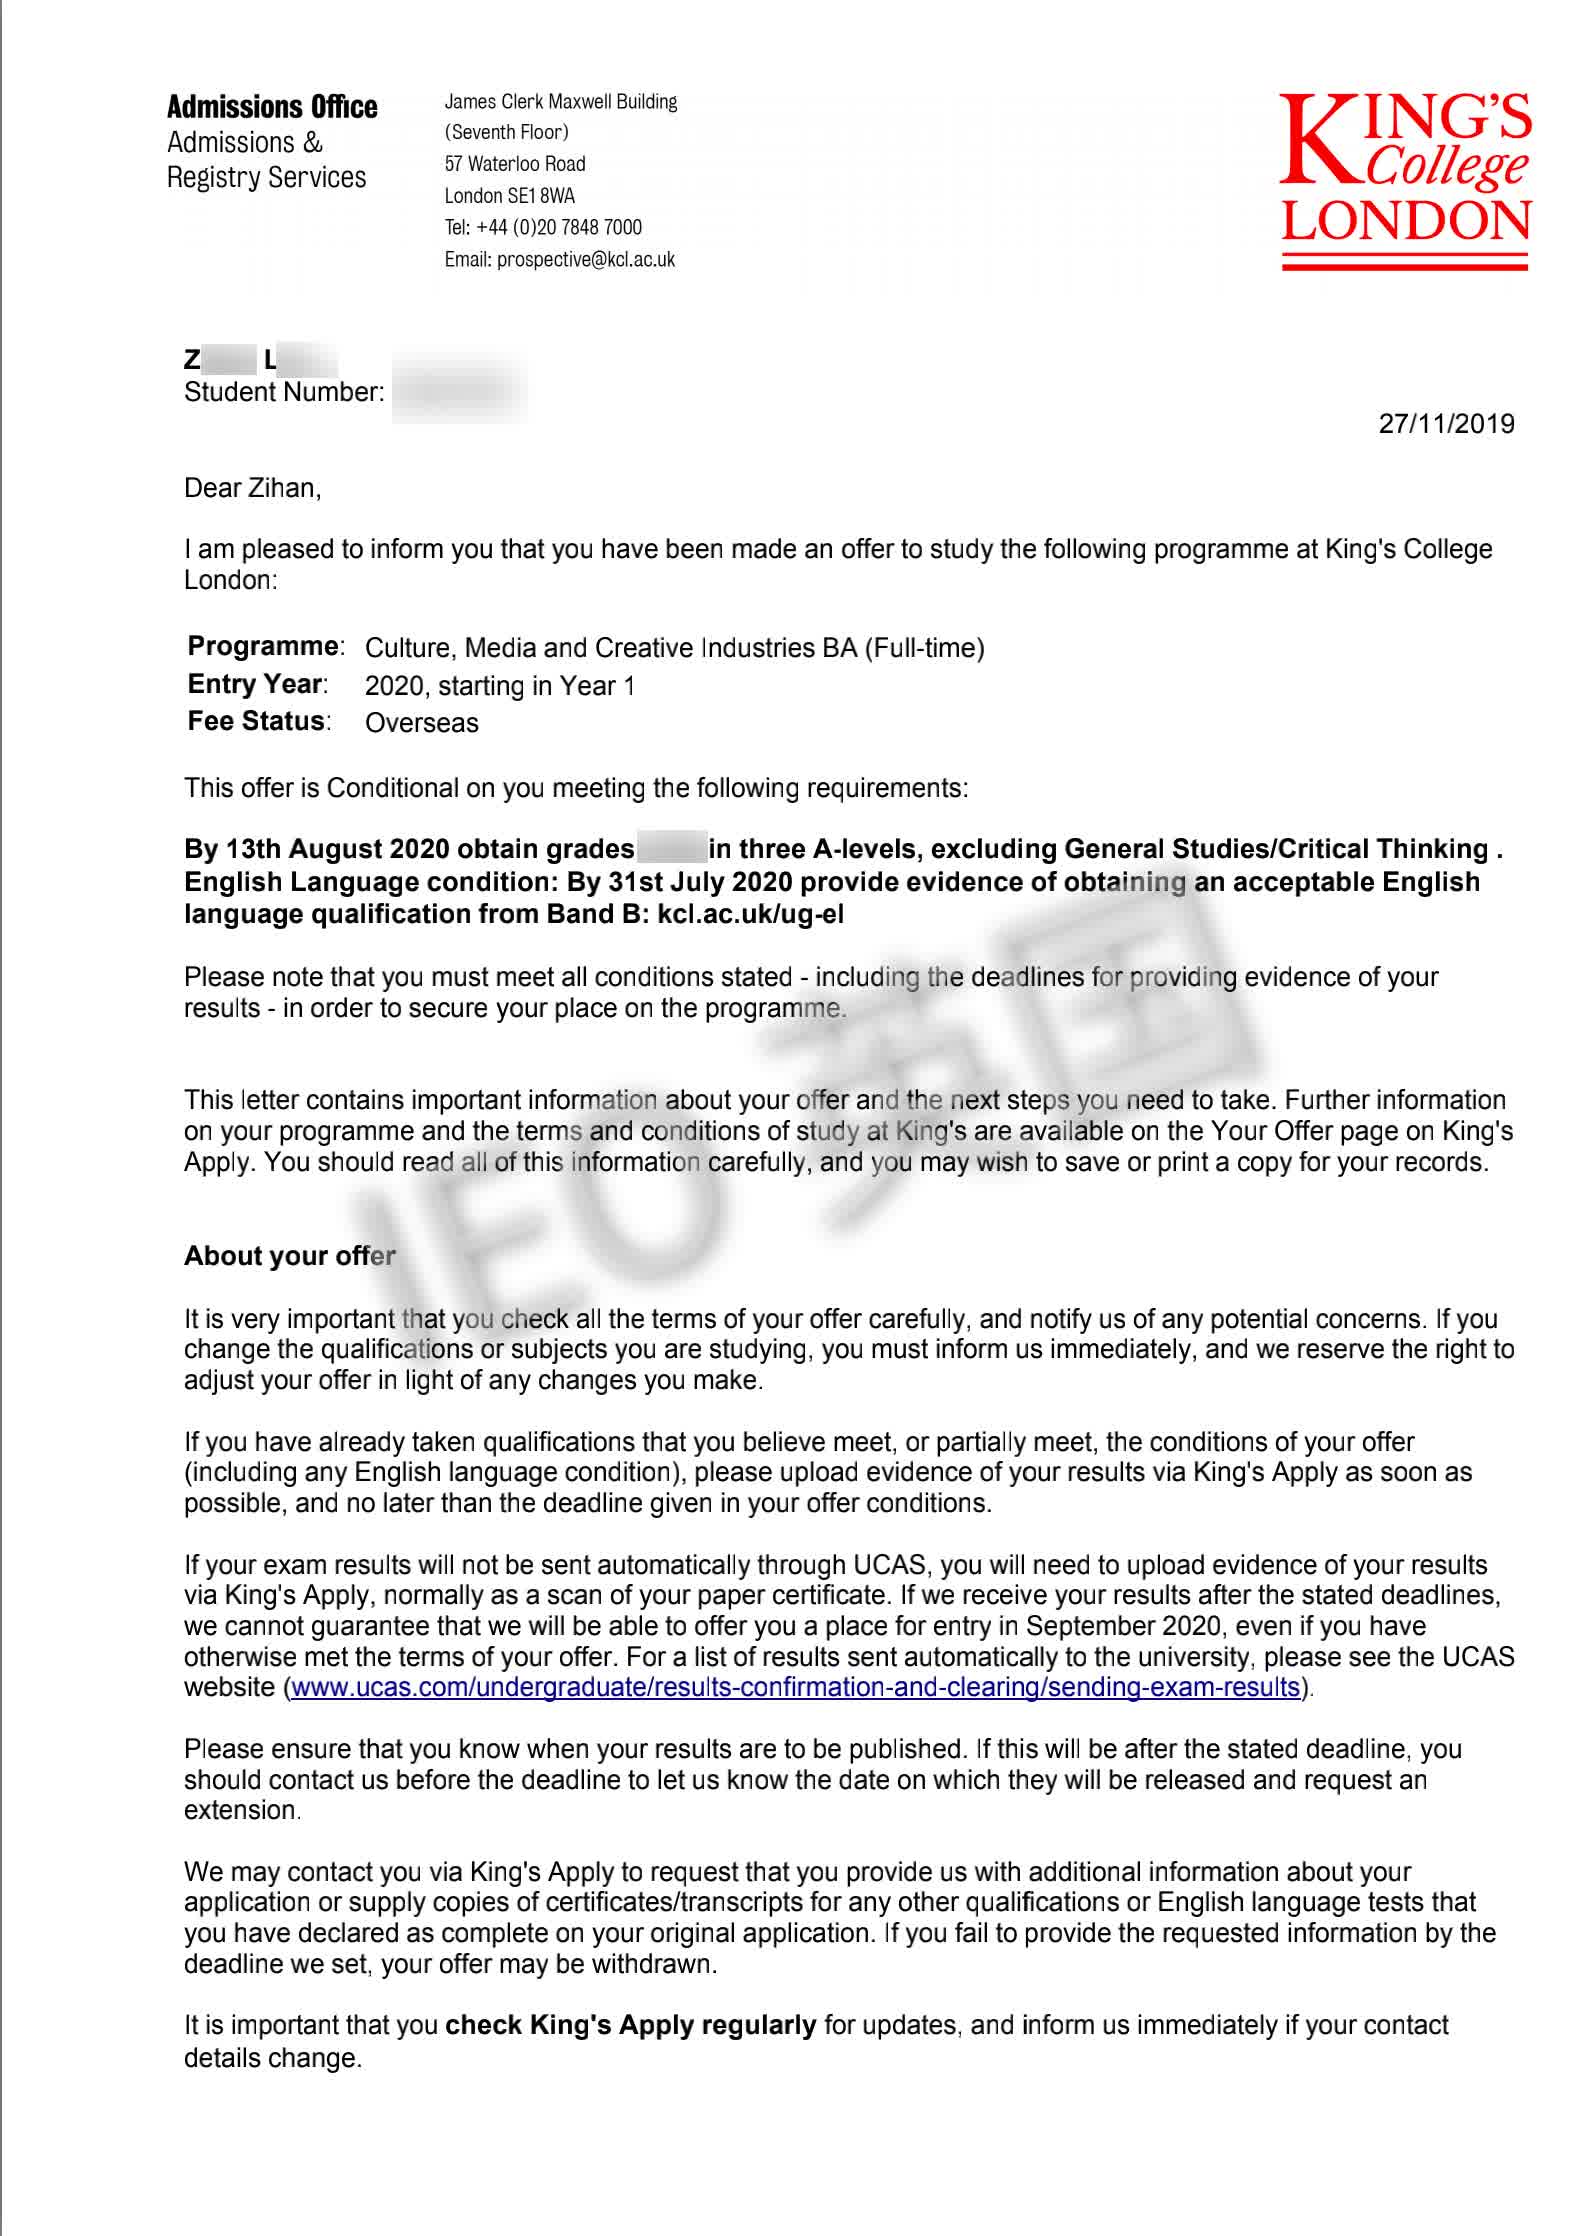 Admissions Office
Admissions &
Registry Services
James Clerk Maxwell Building
(Seventh Floor)
57 Waterloo Road
London SE1 8WA
Tel: +44 (0)20 7848 7000
Email: prospective@kcl.ac.uk
KING'S
College
LONDON
Z L
Student Number:
27/11/2019
Dear Zihan,
I am pleased to inform you that you have been made an offer to study the following programme at King's College
London:
Programme: Culture, Media and Creative Industries BA (Full-time)
Entry Year: 2020, starting in Year 1
Fee Status: Overseas
This offer is Conditional on you meeting the following requirements:
By 13th August 2020 obtain grades in three A-levels, excluding General Studies/Critical Thinking .
English Language condition: By 31st July 2020 provide evidence of obtaining an acceptable English
language qualification from Band B: kcl.ac.uk/ug-el
Please note that you must meet all conditions stated - including the deadlines for providing evidence of your
results - in order to secure your place on the programme.
This letter contains important information about your offer and the next steps you need to take. Further information
on your programme and the terms and conditions of study at King's are available on the Your Offer page on King's
Apply. You should read all of this information carefully, and you may wish to save or print a copy for your records.
IEO 英国
About your offer
It is very important that you check all the terms of your offer carefully, and notify us of any potential concerns. If you
change the qualifications or subjects you are studying, you must inform us immediately, and we reserve the right to
adjust your offer in light of any changes you make.
If you have already taken qualifications that you believe meet, or partially meet, the conditions of your offer
(including any English language condition), please upload evidence of your results via King's Apply as soon as
possible, and no later than the deadline given in your offer conditions.
If your exam results will not be sent automatically through UCAS, you will need to upload evidence of your results
via King's Apply, normally as a scan of your paper certificate. If we receive your results after the stated deadlines,
we cannot guarantee that we will be able to offer you a place for entry in September 2020, even if you have
otherwise met the terms of your offer. For a list of results sent automatically to the university, please see the UCAS
website (www.ucas.com/undergraduate/results-confirmation-and-clearing/sending-exam-results).
Please ensure that you know when your results are to be published. If this will be after the stated deadline, you
should contact us before the deadline to let us know the date on which they will be released and request an
extension.
We may contact you via King's Apply to request that you provide us with additional information about your
application or supply copies of certificates/transcripts for any other qualifications or English language tests that
you have declared as complete on your original application. If you fail to provide the requested information by the
deadline we set, your offer may be withdrawn.
It is important that you check King's Apply regularly for updates, and inform us immediately if your contact
details change.